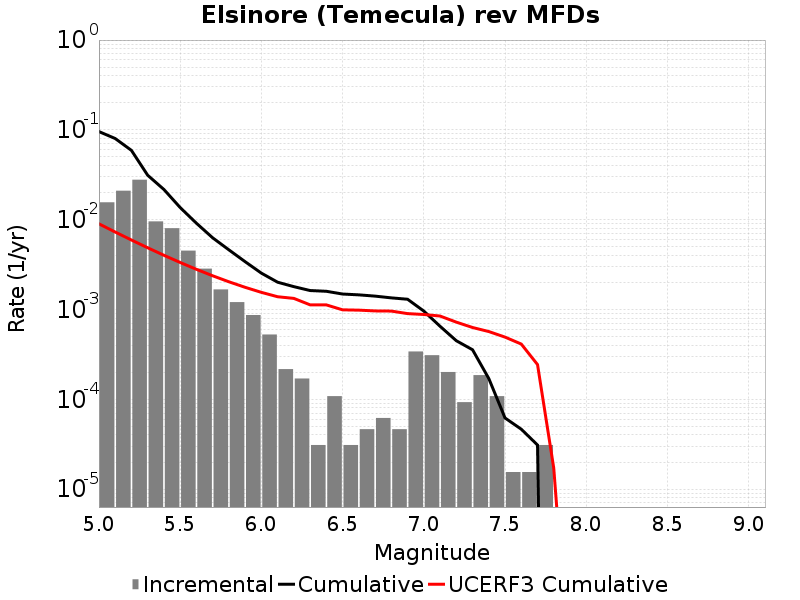 Elsinore (Temecula) rev MFDs
10^0
10^-1
10^-2
10^-3
10^-4
10^-5
Rate (1/yr)
5.0 5.5 6.0 6.5 7.0 7.5 8.0 8.5 9.0
Magnitude
Incremental Cumulative UCERF3 Cumulative